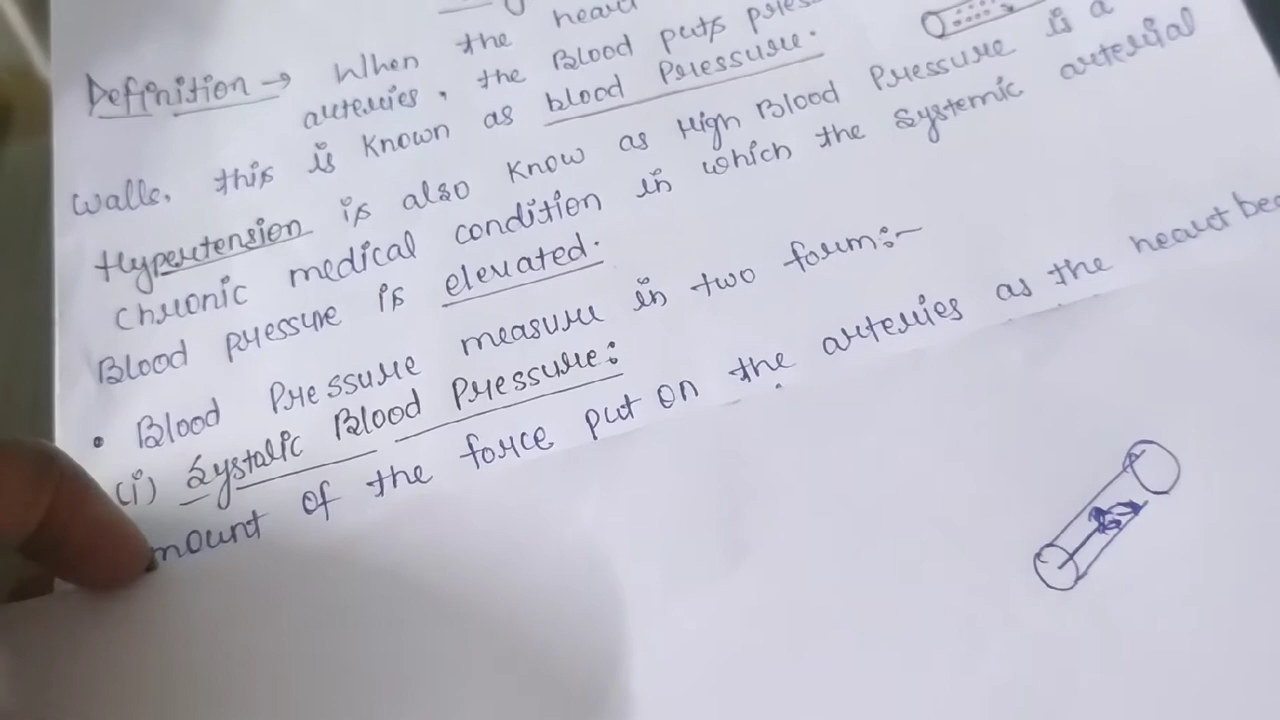 Definition → When the heart
arteries, the Blood puts pres
walls. this is known as blood Pressure.
Hypertension is also know as High Blood Pressure is a
chronic medical condition in which the systemic arterial
Blood pressure is elevated.
• Blood Pressure measure in two form:-
(i) Systalic Blood Pressure:
mount of the force put on the arteries as the heart bea